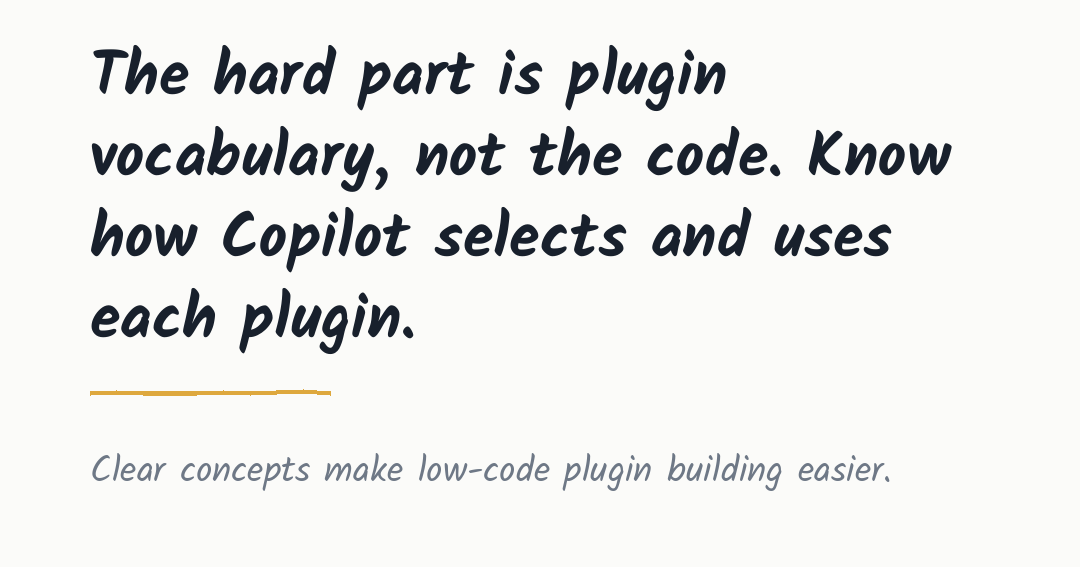 The hard part is plugin
vocabulary, not the code. Know
how Copilot selects and uses
each plugin.
Clear concepts make low-code plugin building easier.